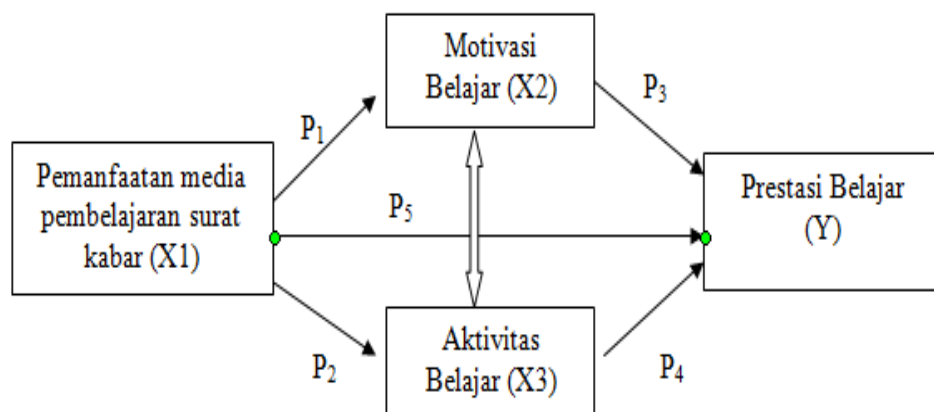 Motivasi
Belajar (X2)
P3
P1
Pemanfaatan media
pembelajaran surat
kabar (X1)
P5
Prestasi Belajar
(Y)
Aktivitas
Belajar (X3)
P2
P4